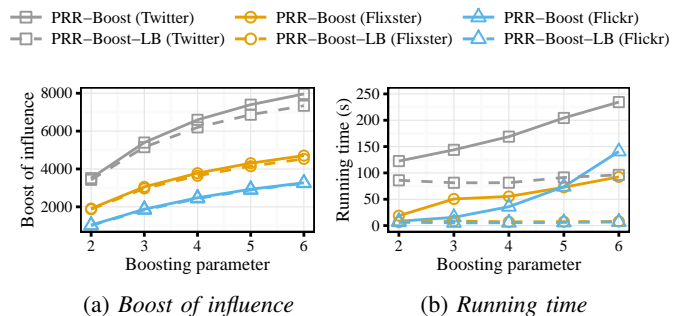 PRR−Boost (Twitter) PRR−Boost (Flixster) PRR−Boost (Flickr)
PRR−Boost−LB (Twitter) PRR−Boost−LB (Flixster) PRR−Boost−LB (Flickr)
Boost of influence
8000
6000
4000
2000
2 3 4 5 6
Boosting parameter
(a) Boost of influence
Running time (s)
250
200
150
100
50
0
2 3 4 5 6
Boosting parameter
(b) Running time